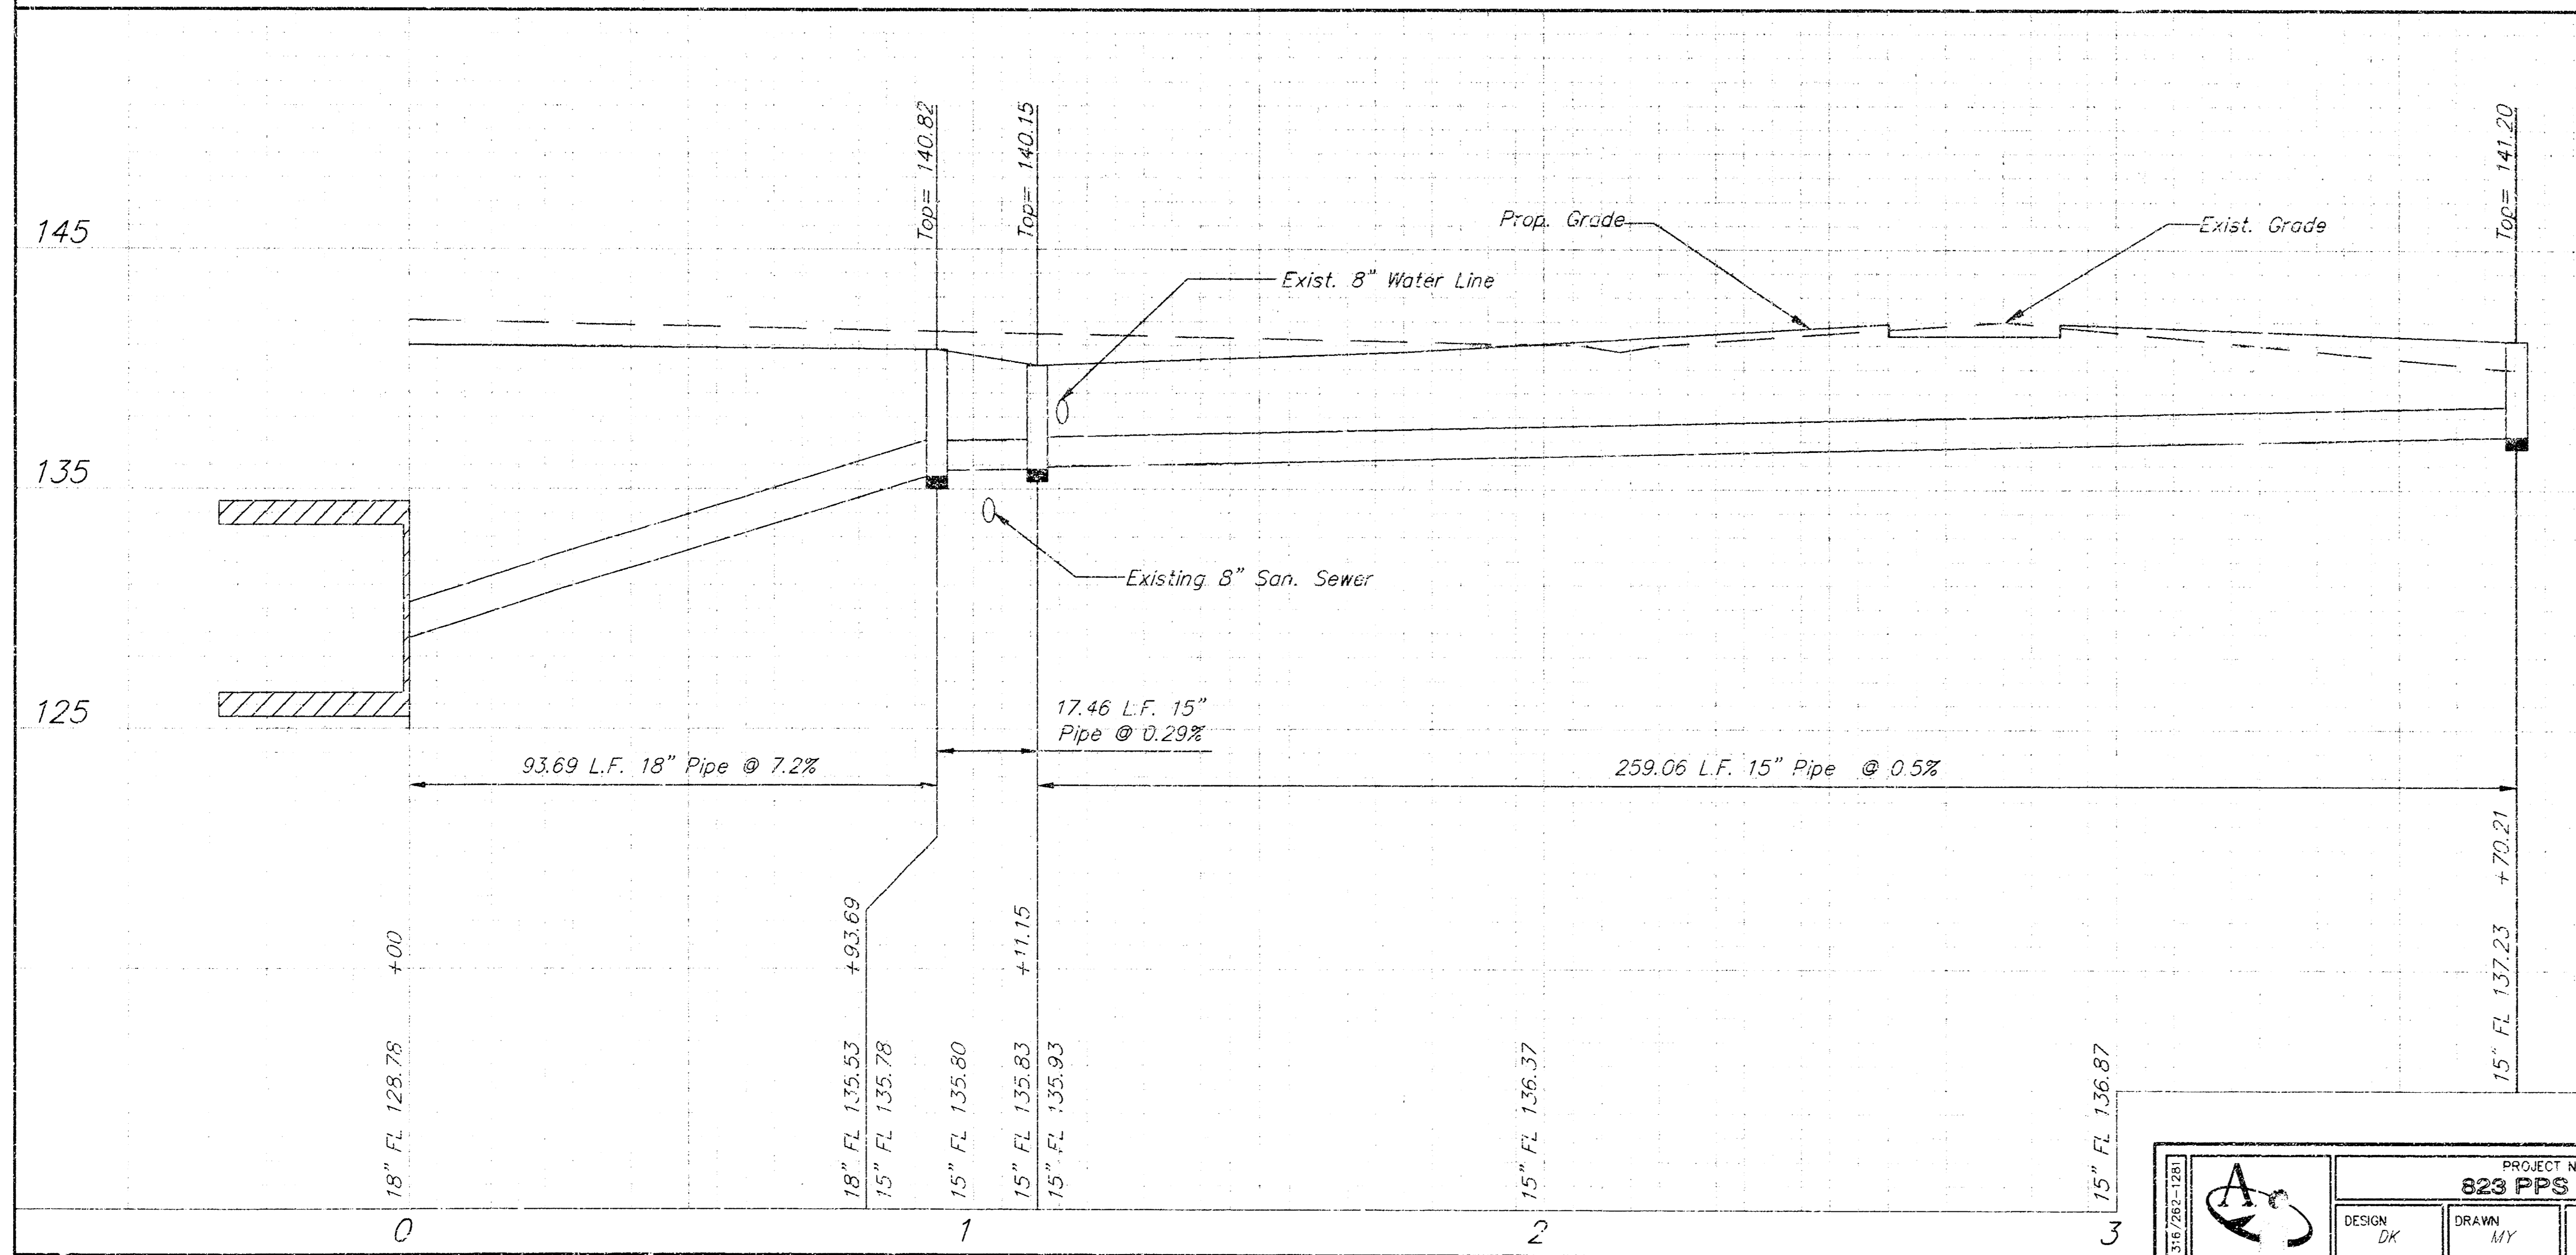 Top= 140.82
Top= 140.15
Top= 141.20
145
Prop. Grade
Exist. Grade
Exist. 8" Water Line
135
Existing 8" San. Sewer
125
17.46 L.F. 15"
Pipe @ 0.29%
93.69 L.F. 18" Pipe @ 7.2%
259.06 L.F. 15" Pipe @ 0.5%
18" FL 128.78 +00
18" FL 135.53 +93.69
15" FL 135.78
15" FL 135.80
15" FL 135.83 +11.15
15" FL 135.93
15" FL 136.37
15" FL 136.87
15" FL 137.23 +70.21
0
1
2
3
316/262-1281
A
PROJECT N
823 PPS
DESIGN
DK
DRAWN
MY